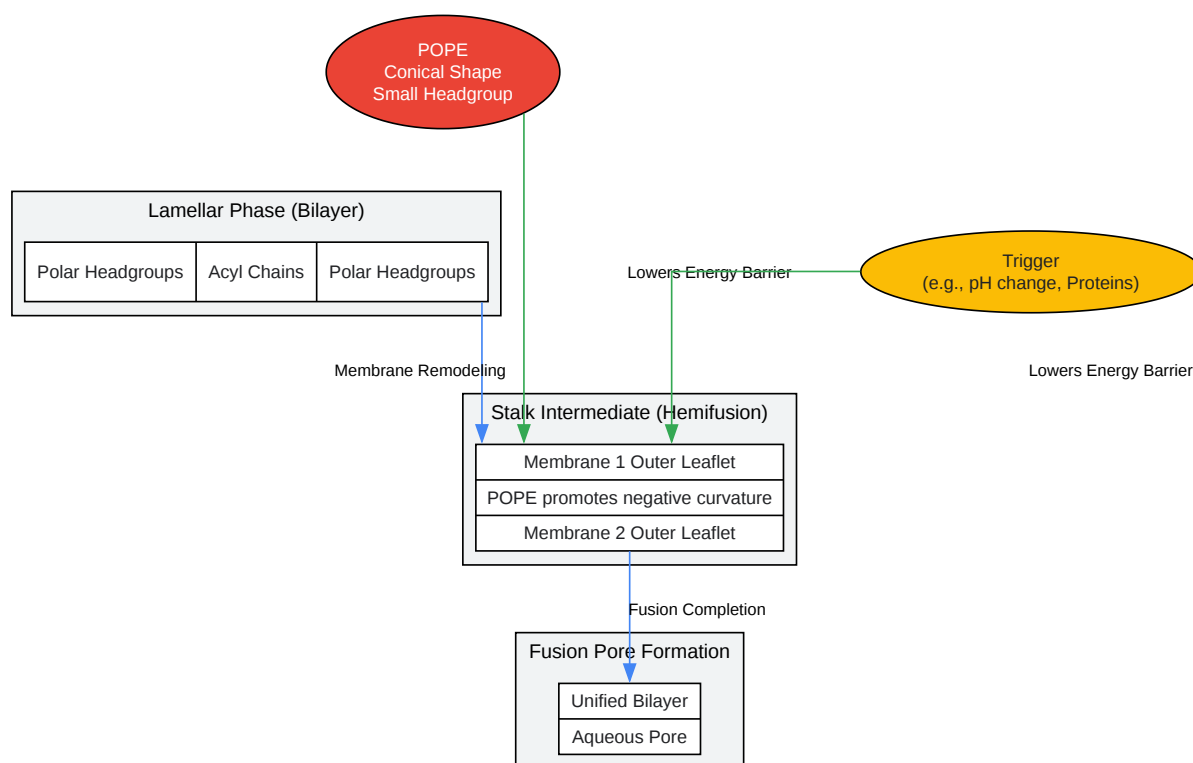 POPE
Conical Shape
Small Headgroup
Lamellar Phase (Bilayer)
Polar Headgroups
Acyl Chains
Polar Headgroups
Lowers Energy Barrier
Trigger
(e.g., pH change, Proteins)
Membrane Remodeling
Lowers Energy Barrier
Stalk Intermediate (Hemifusion)
Membrane 1 Outer Leaflet
POPE promotes negative curvature
Membrane 2 Outer Leaflet
Fusion Completion
Fusion Pore Formation
Unified Bilayer
Aqueous Pore